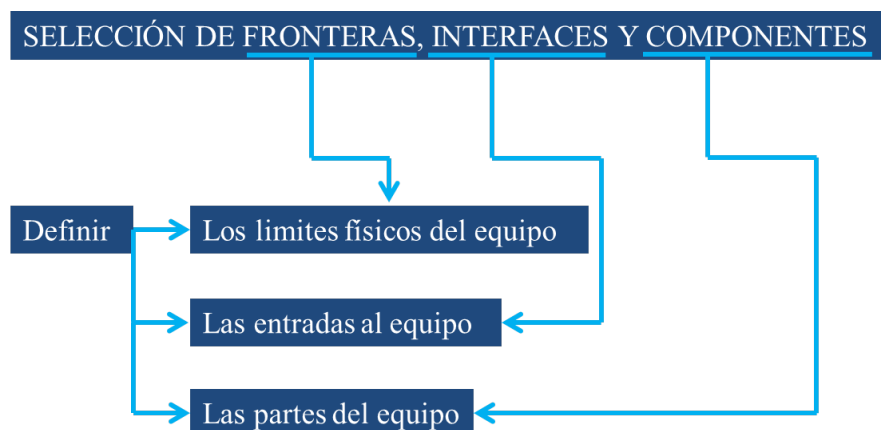 SELECCIÓN DE FRONTERAS, INTERFACES Y COMPONENTES
Definir
Los limites físicos del equipo
Las entradas al equipo
Las partes del equipo